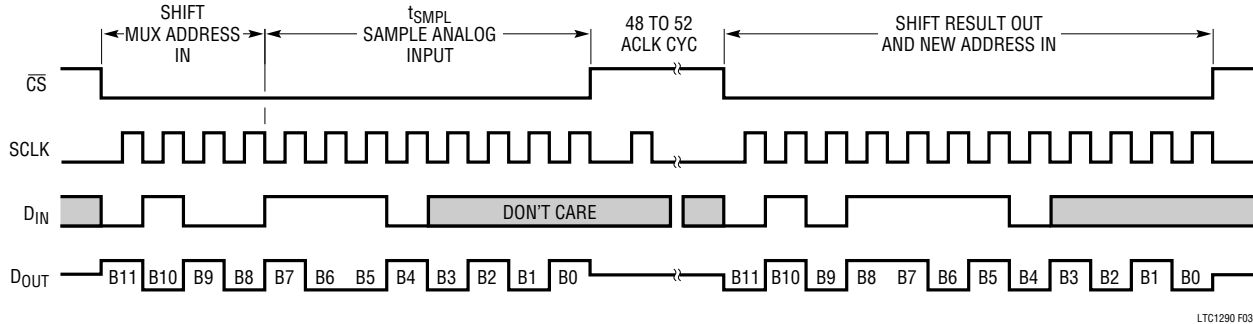 SHIFT
MUX ADDRESS
IN
tSMPL
SAMPLE ANALOG
INPUT
48 TO 52
ACLK CYC
SHIFT RESULT OUT
AND NEW ADDRESS IN
CS
SCLK
DIN
DON'T CARE
DOUT
B11 B10 B9 B8 B7 B6 B5 B4 B3 B2 B1 B0
B11 B10 B9 B8 B7 B6 B5 B4 B3 B2 B1 B0
LTC1290 F03